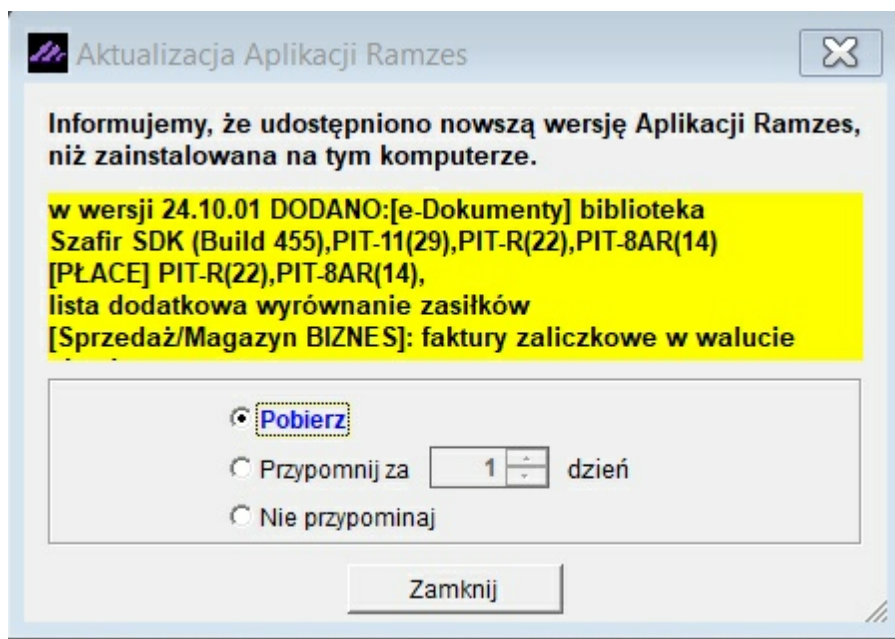 Aktualizacja Aplikacji Ramzes
Informujemy, że udostępniono nowszą wersję Aplikacji Ramzes,
niż zainstalowana na tym komputerze.
w wersji 24.10.01 DODANO:[e-Dokumenty] biblioteka
Szafir SDK (Build 455),PIT-11(29),PIT-R(22),PIT-8AR(14)
[PŁACE] PIT-R(22),PIT-8AR(14),
lista dodatkowa wyrównanie zasiłków
[Sprzedaż/Magazyn BIZNES]: faktury zaliczkowe w walucie
Pobierz
Przypomnij za 1 dzień
Nie przypominaj
Zamknij